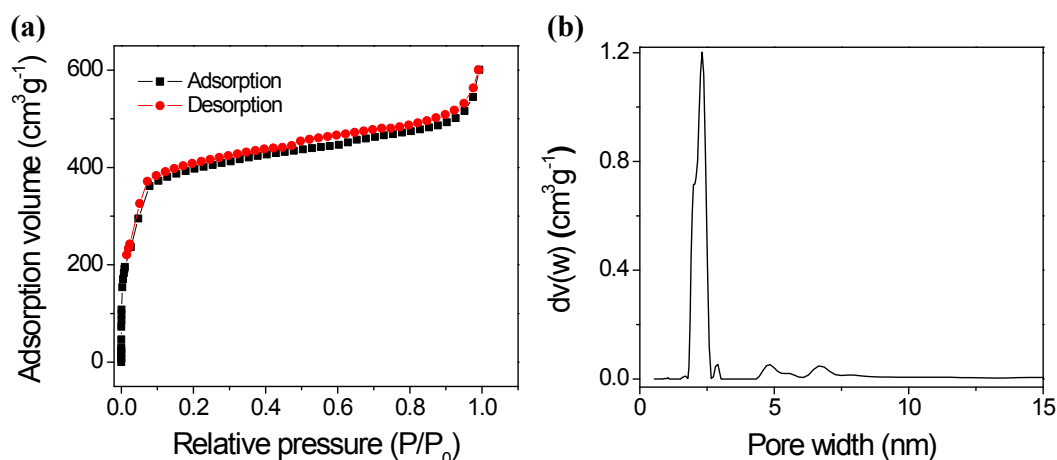 (a)
Adsorption volume (cm³g⁻¹)
600
400
200
0
Adsorption
Desorption
0.0 0.2 0.4 0.6 0.8 1.0
Relative pressure (P/P₀)
(b)
dv(w) (cm³g⁻¹)
1.2
0.8
0.4
0.0
0 5 10 15
Pore width (nm)